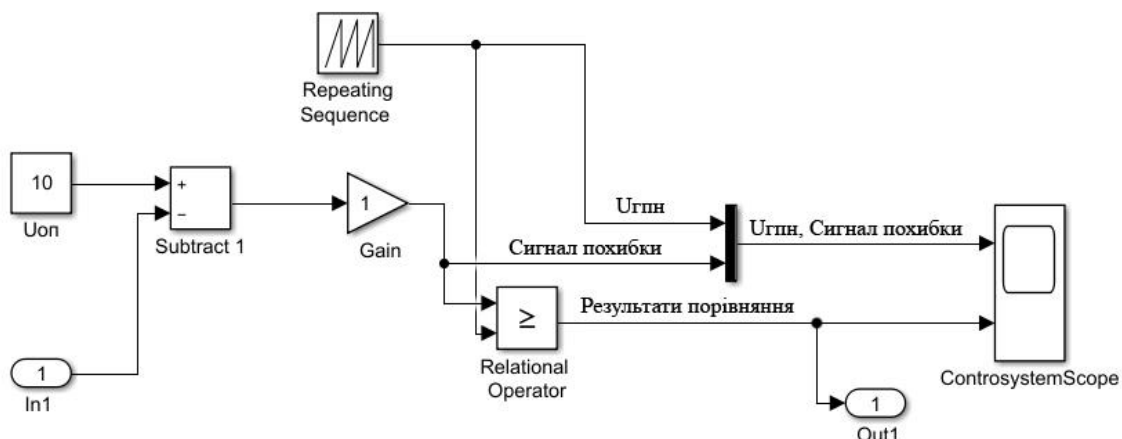 Repeating
Sequence
10
Uоп
+
−
Subtract 1
1
Gain
Uгпн
Сигнал похибки
Uгпн, Сигнал похибки
≥
Relational
Operator
Результати порівняння
ControsystemScope
1
In1
1
Out1